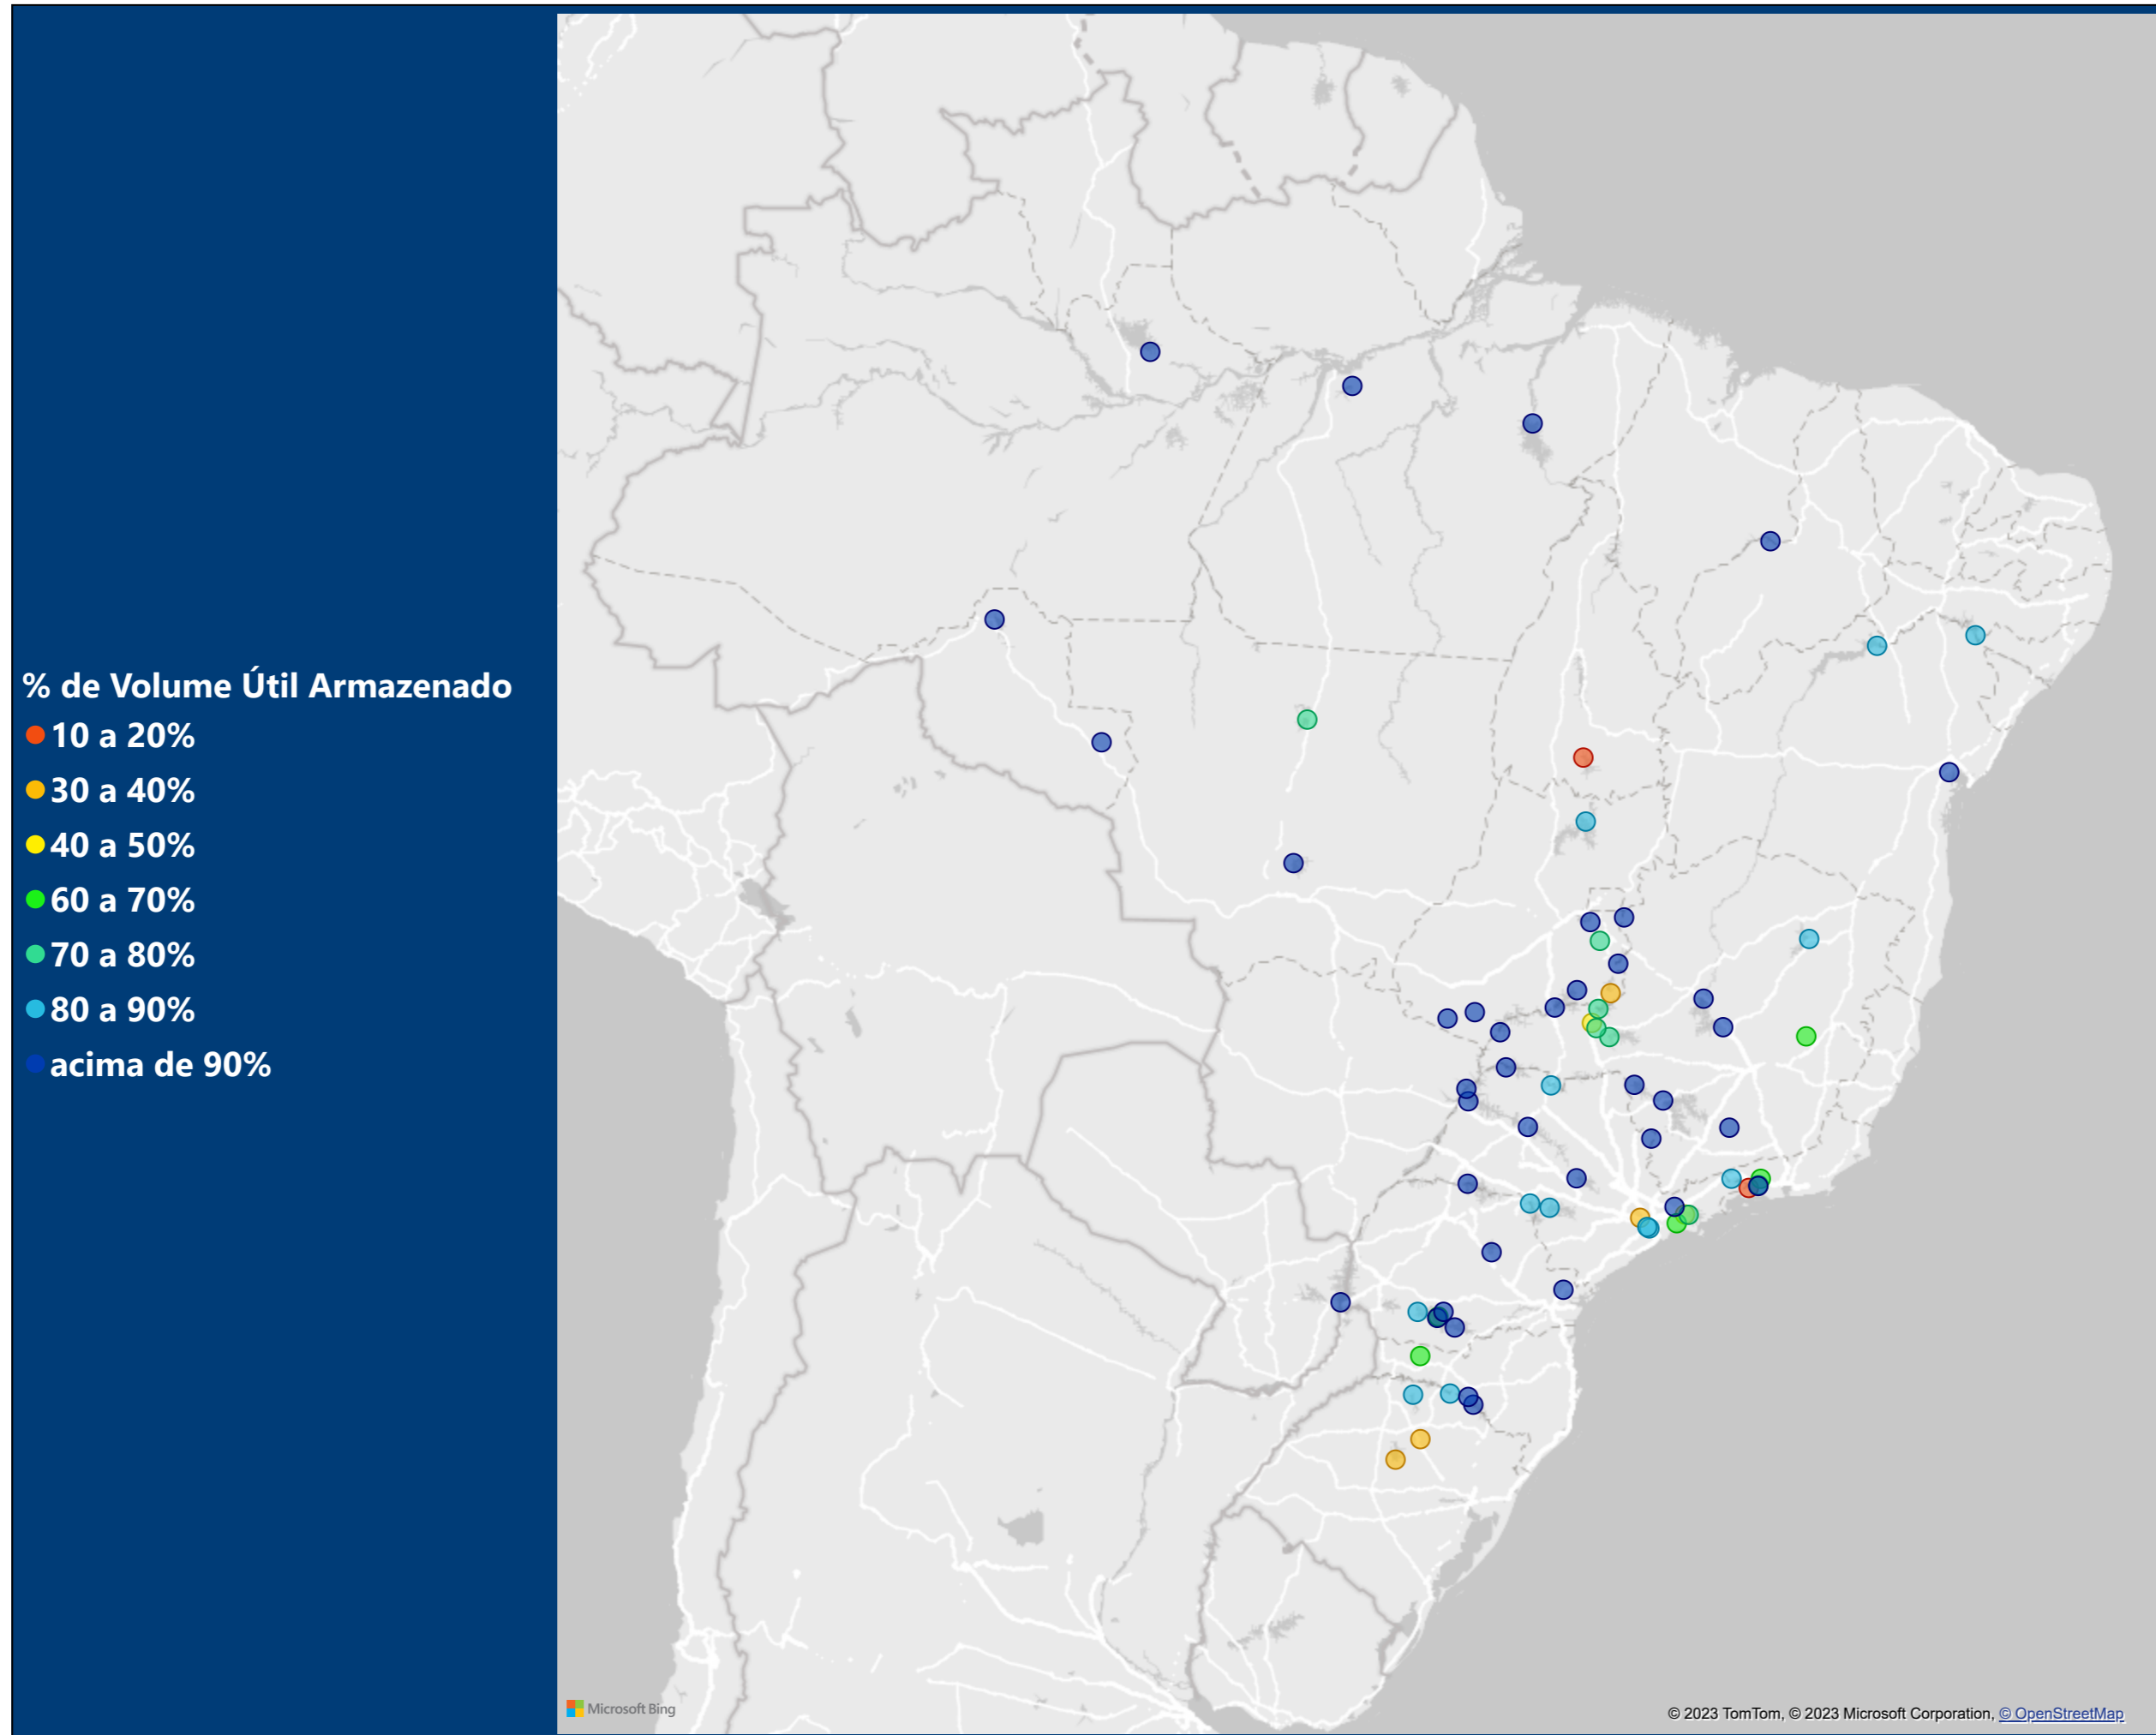 % de Volume Útil Armazenado
10 a 20%
30 a 40%
40 a 50%
60 a 70%
70 a 80%
80 a 90%
acima de 90%
Microsoft Bing
© 2023 TomTom, © 2023 Microsoft Corporation, © OpenStreetMap